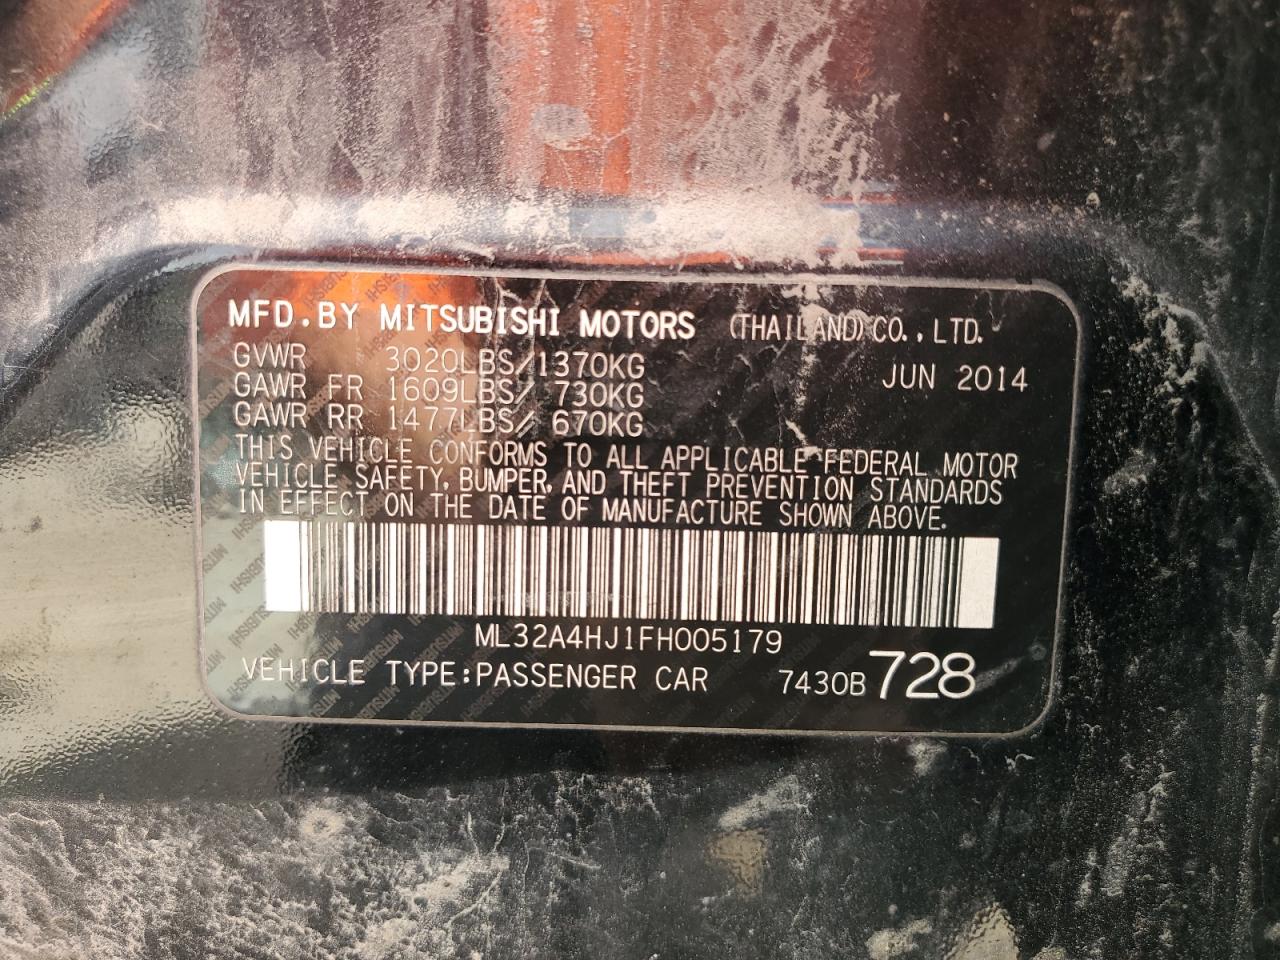 MFD.BY MITSUBISHI MOTORS (THAILAND)CO.,LTD.
GVWR 3020LBS/1370KG
JUN 2014
GAWR FR 1609LBS/ 730KG
GAWR RR 1477LBS/ 670KG
THIS VEHICLE CONFORMS TO ALL APPLICABLE FEDERAL MOTOR
VEHICLE SAFETY, BUMPER, AND THEFT PREVENTION STANDARDS
IN EFFECT ON THE DATE OF MANUFACTURE SHOWN ABOVE.
ML32A4HJ1FH005179
VEHICLE TYPE:PASSENGER CAR 7430B 728